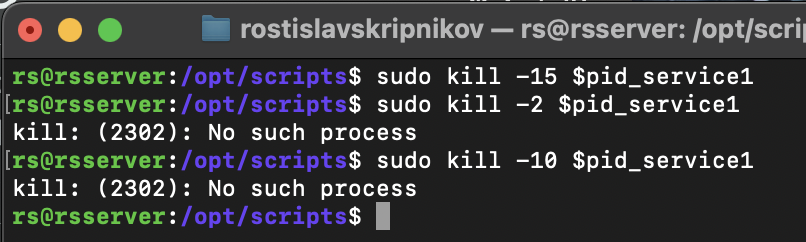 rostislavskripnikov — rs@rsserver: /opt/scrip
rs@rsserver:/opt/scripts$ sudo kill -15 $pid_service1
[rs@rsserver:/opt/scripts$ sudo kill -2 $pid_service1
kill: (2302): No such process
[rs@rsserver:/opt/scripts$ sudo kill -10 $pid_service1
kill: (2302): No such process
rs@rsserver:/opt/scripts$